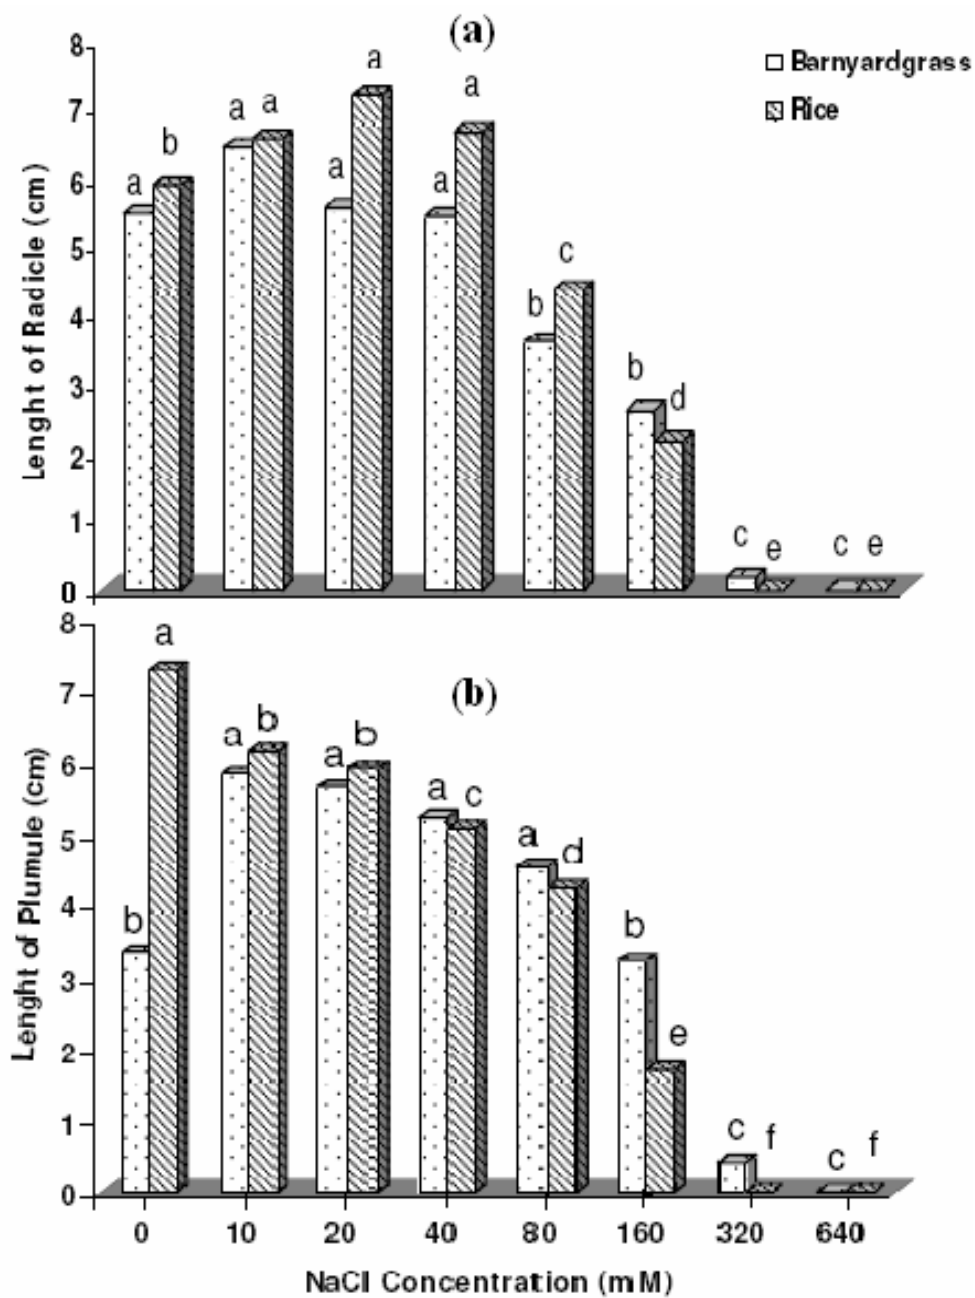 (a)
Barnyardgrass
Rice
Lenght of Radicle (cm)
8
7
6
5
4
3
2
1
0
a b a a a a a a b c b d c e c e
(b)
Lenght of Plumule (cm)
8
7
6
5
4
3
2
1
0
b a a b a b a c a d b e c f c f
0 10 20 40 80 160 320 640
NaCl Concentration (mM)